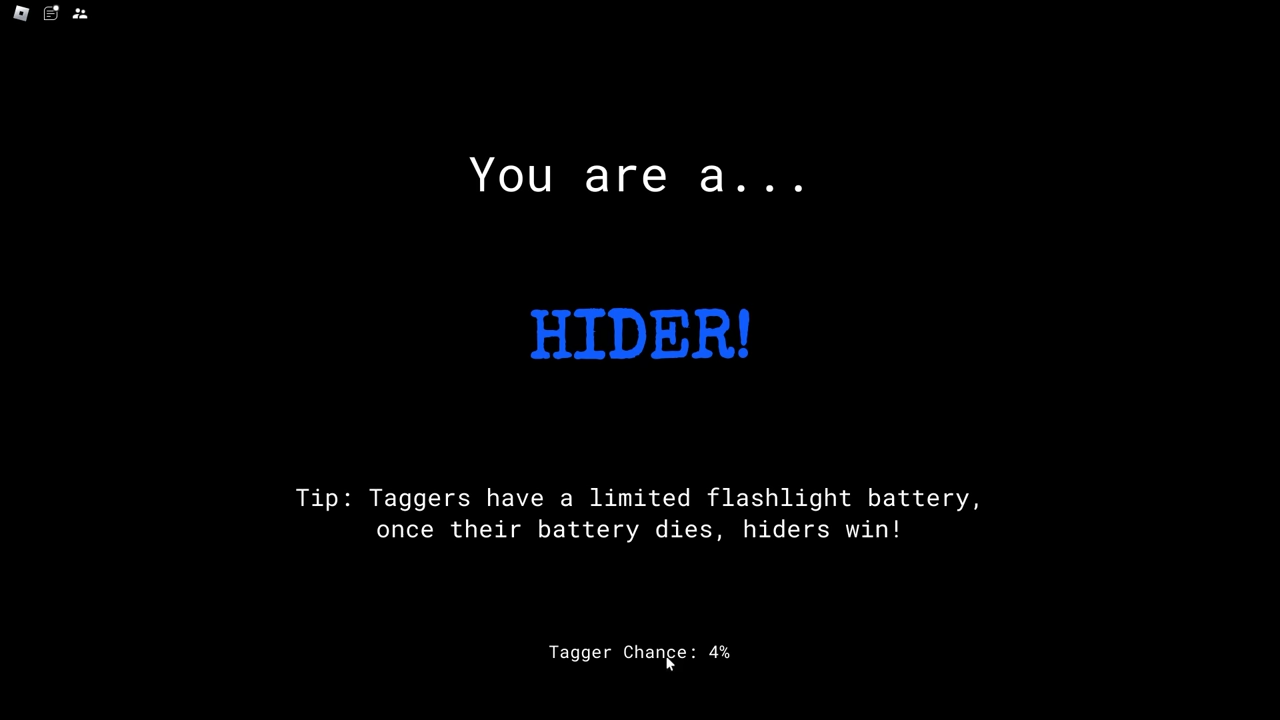 You are a...
HIDER!
Tip: Taggers have a limited flashlight battery,
once their battery dies, hiders win!
Tagger Chance: 4%